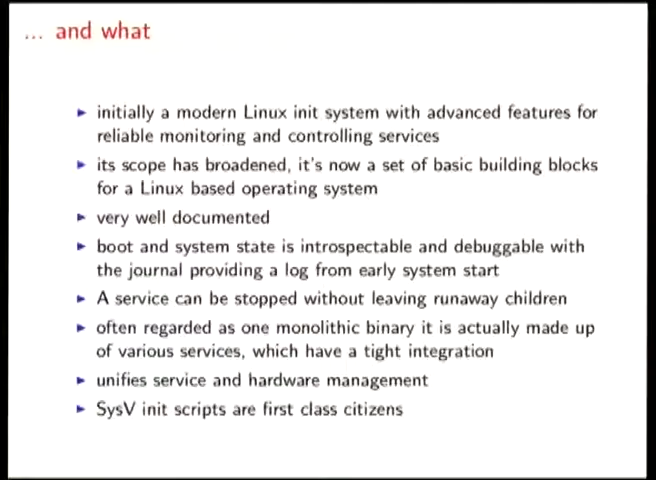 ... and what
► initially a modern Linux init system with advanced features for
reliable monitoring and controlling services
► its scope has broadened, it's now a set of basic building blocks
for a Linux based operating system
► very well documented
► boot and system state is introspectable and debuggable with
the journal providing a log from early system start
► A service can be stopped without leaving runaway children
► often regarded as one monolithic binary it is actually made up
of various services, which have a tight integration
► unifies service and hardware management
► SysV init scripts are first class citizens